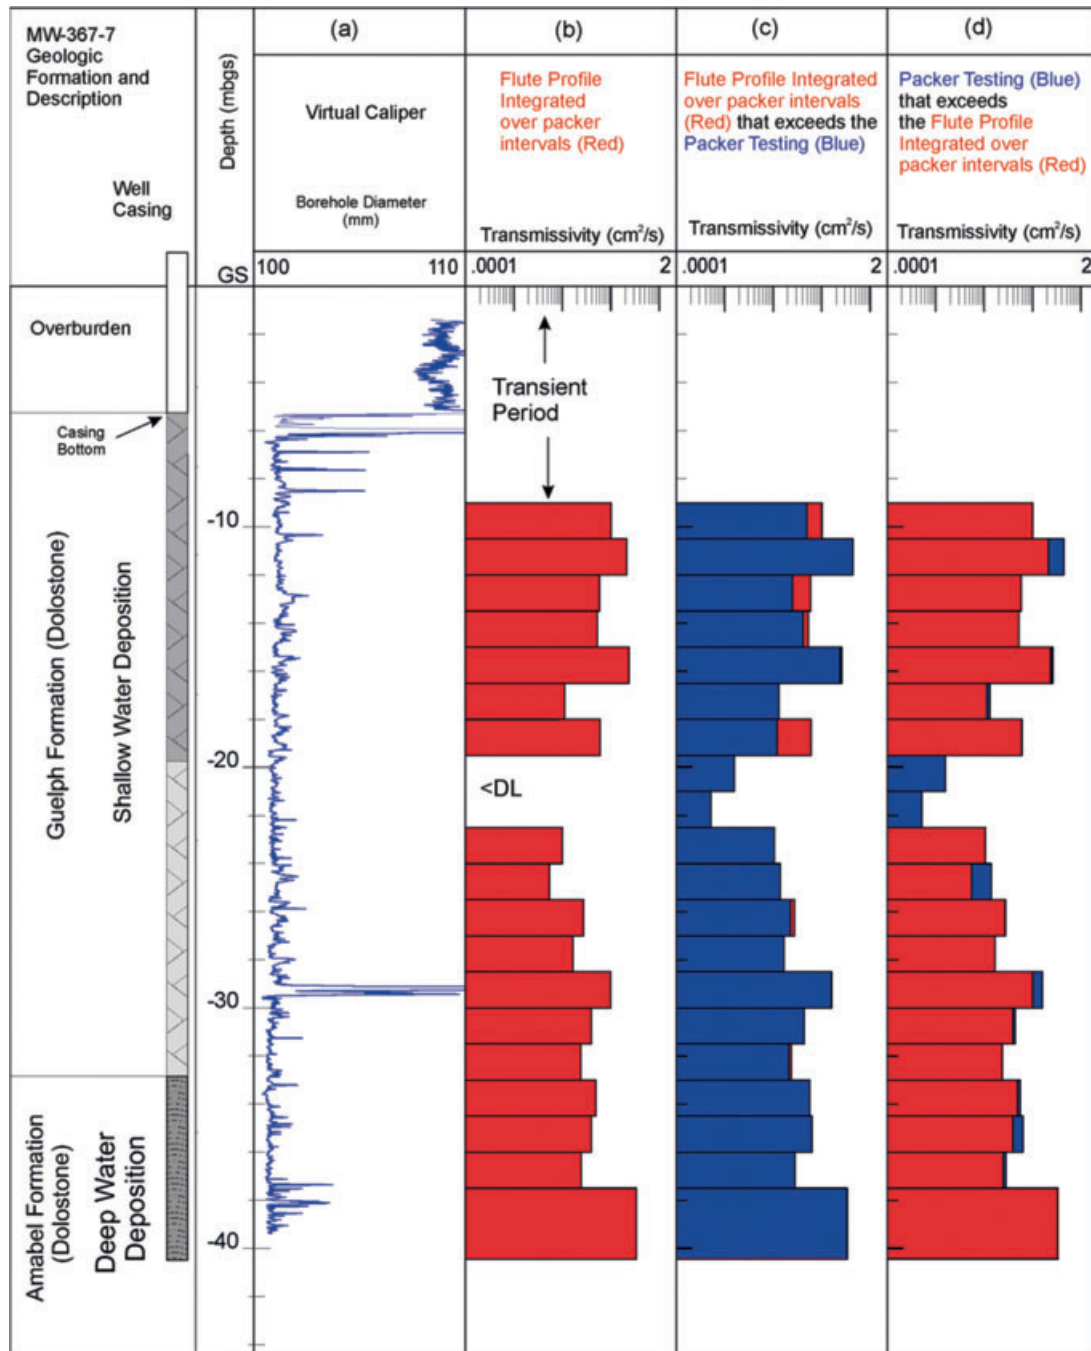 MW-367-7
Geologic
Formation and
Description
Well
Casing
Depth (mbgs)
GS
(a)
Virtual Caliper
Borehole Diameter
(mm)
100 110
(b)
Flute Profile
Integrated
over packer
intervals (Red)
Transmissivity (cm²/s)
.0001 2
(c)
Flute Profile Integrated
over packer intervals
(Red) that exceeds the
Packer Testing (Blue)
Transmissivity (cm²/s)
.0001 2
(d)
Packer Testing (Blue)
that exceeds
the Flute Profile
Integrated over
packer intervals (Red)
Transmissivity (cm²/s)
.0001 2
Overburden
Casing
Bottom
Transient
Period
-10
-20
-30
-40
<DL
Guelph Formation (Dolostone)
Shallow Water Deposition
Amabel Formation
(Dolostone)
Deep Water
Deposition